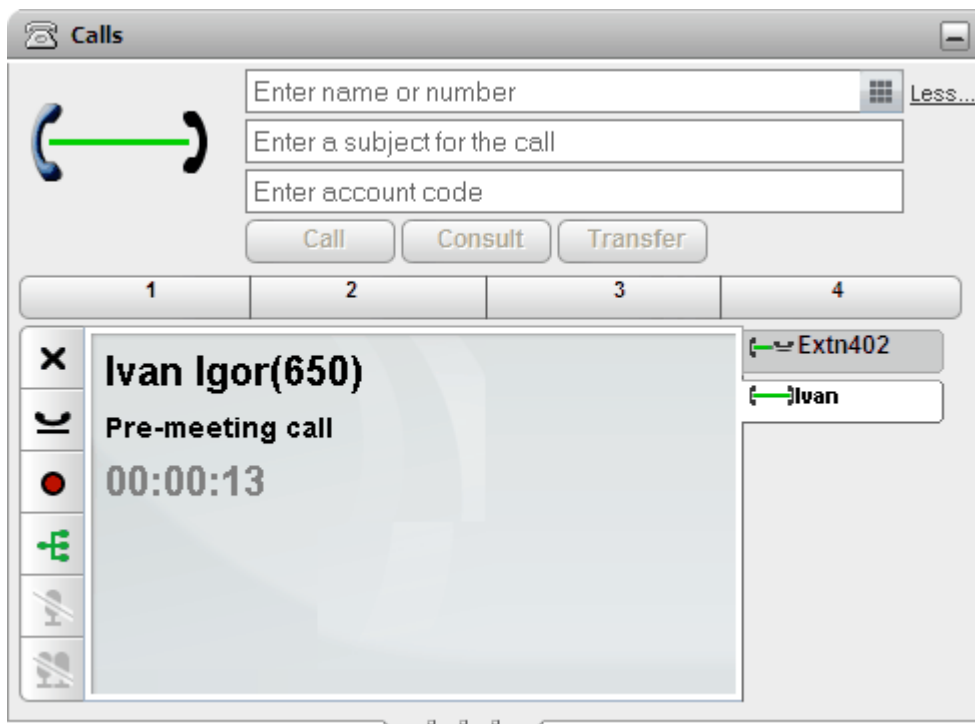 Calls
Enter name or number
Less...
Enter a subject for the call
Enter account code
Call Consult Transfer
1 2 3 4
Extn402
Ivan Igor(650)
Ivan
Pre-meeting call
00:00:13